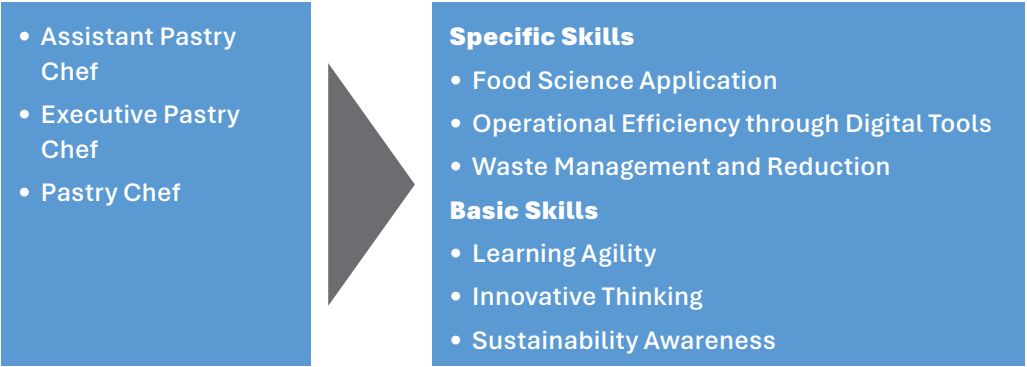 • Assistant Pastry
Chef
• Executive Pastry
Chef
• Pastry Chef
Specific Skills
• Food Science Application
• Operational Efficiency through Digital Tools
• Waste Management and Reduction
Basic Skills
• Learning Agility
• Innovative Thinking
• Sustainability Awareness